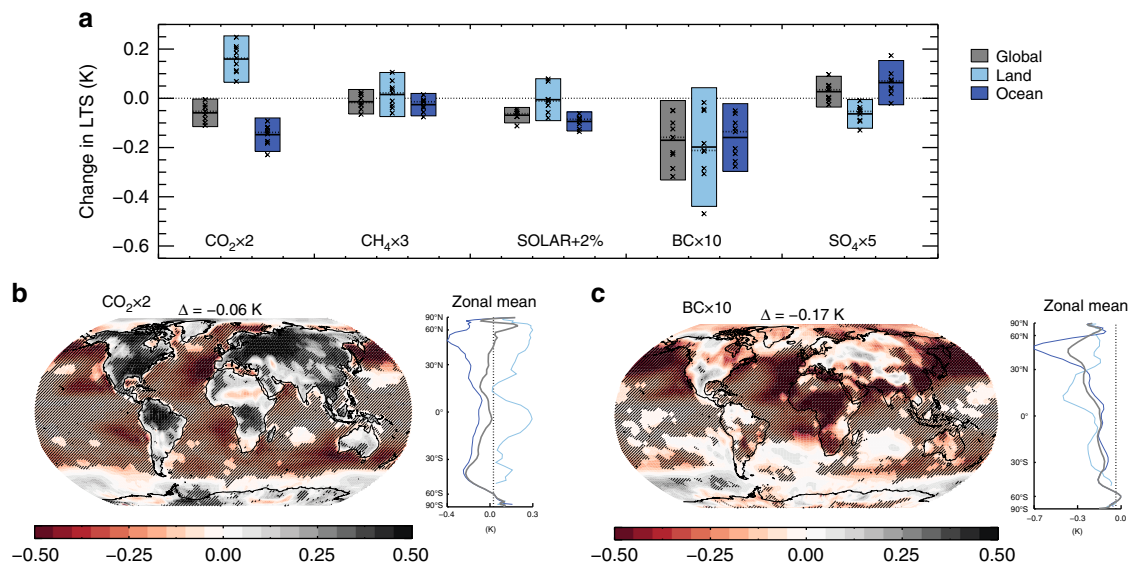 a
Change in LTS (K)
0.2
0.0
−0.2
−0.4
−0.6
CO₂×2
CH₄×3
SOLAR+2%
BC×10
SO₄×5
Global
Land
Ocean
b
CO₂×2
Δ = −0.06 K
Zonal mean
90°N
60°N
30°N
0°
30°S
60°S
90°S
−0.4
0.3
(K)
−0.50
−0.25
0.00
0.25
0.50
c
BC×10
Δ = −0.17 K
Zonal mean
90°N
60°N
30°N
0°
30°S
60°S
90°S
−0.7
−0.3
0.0
(K)
−0.50
−0.25
0.00
0.25
0.50